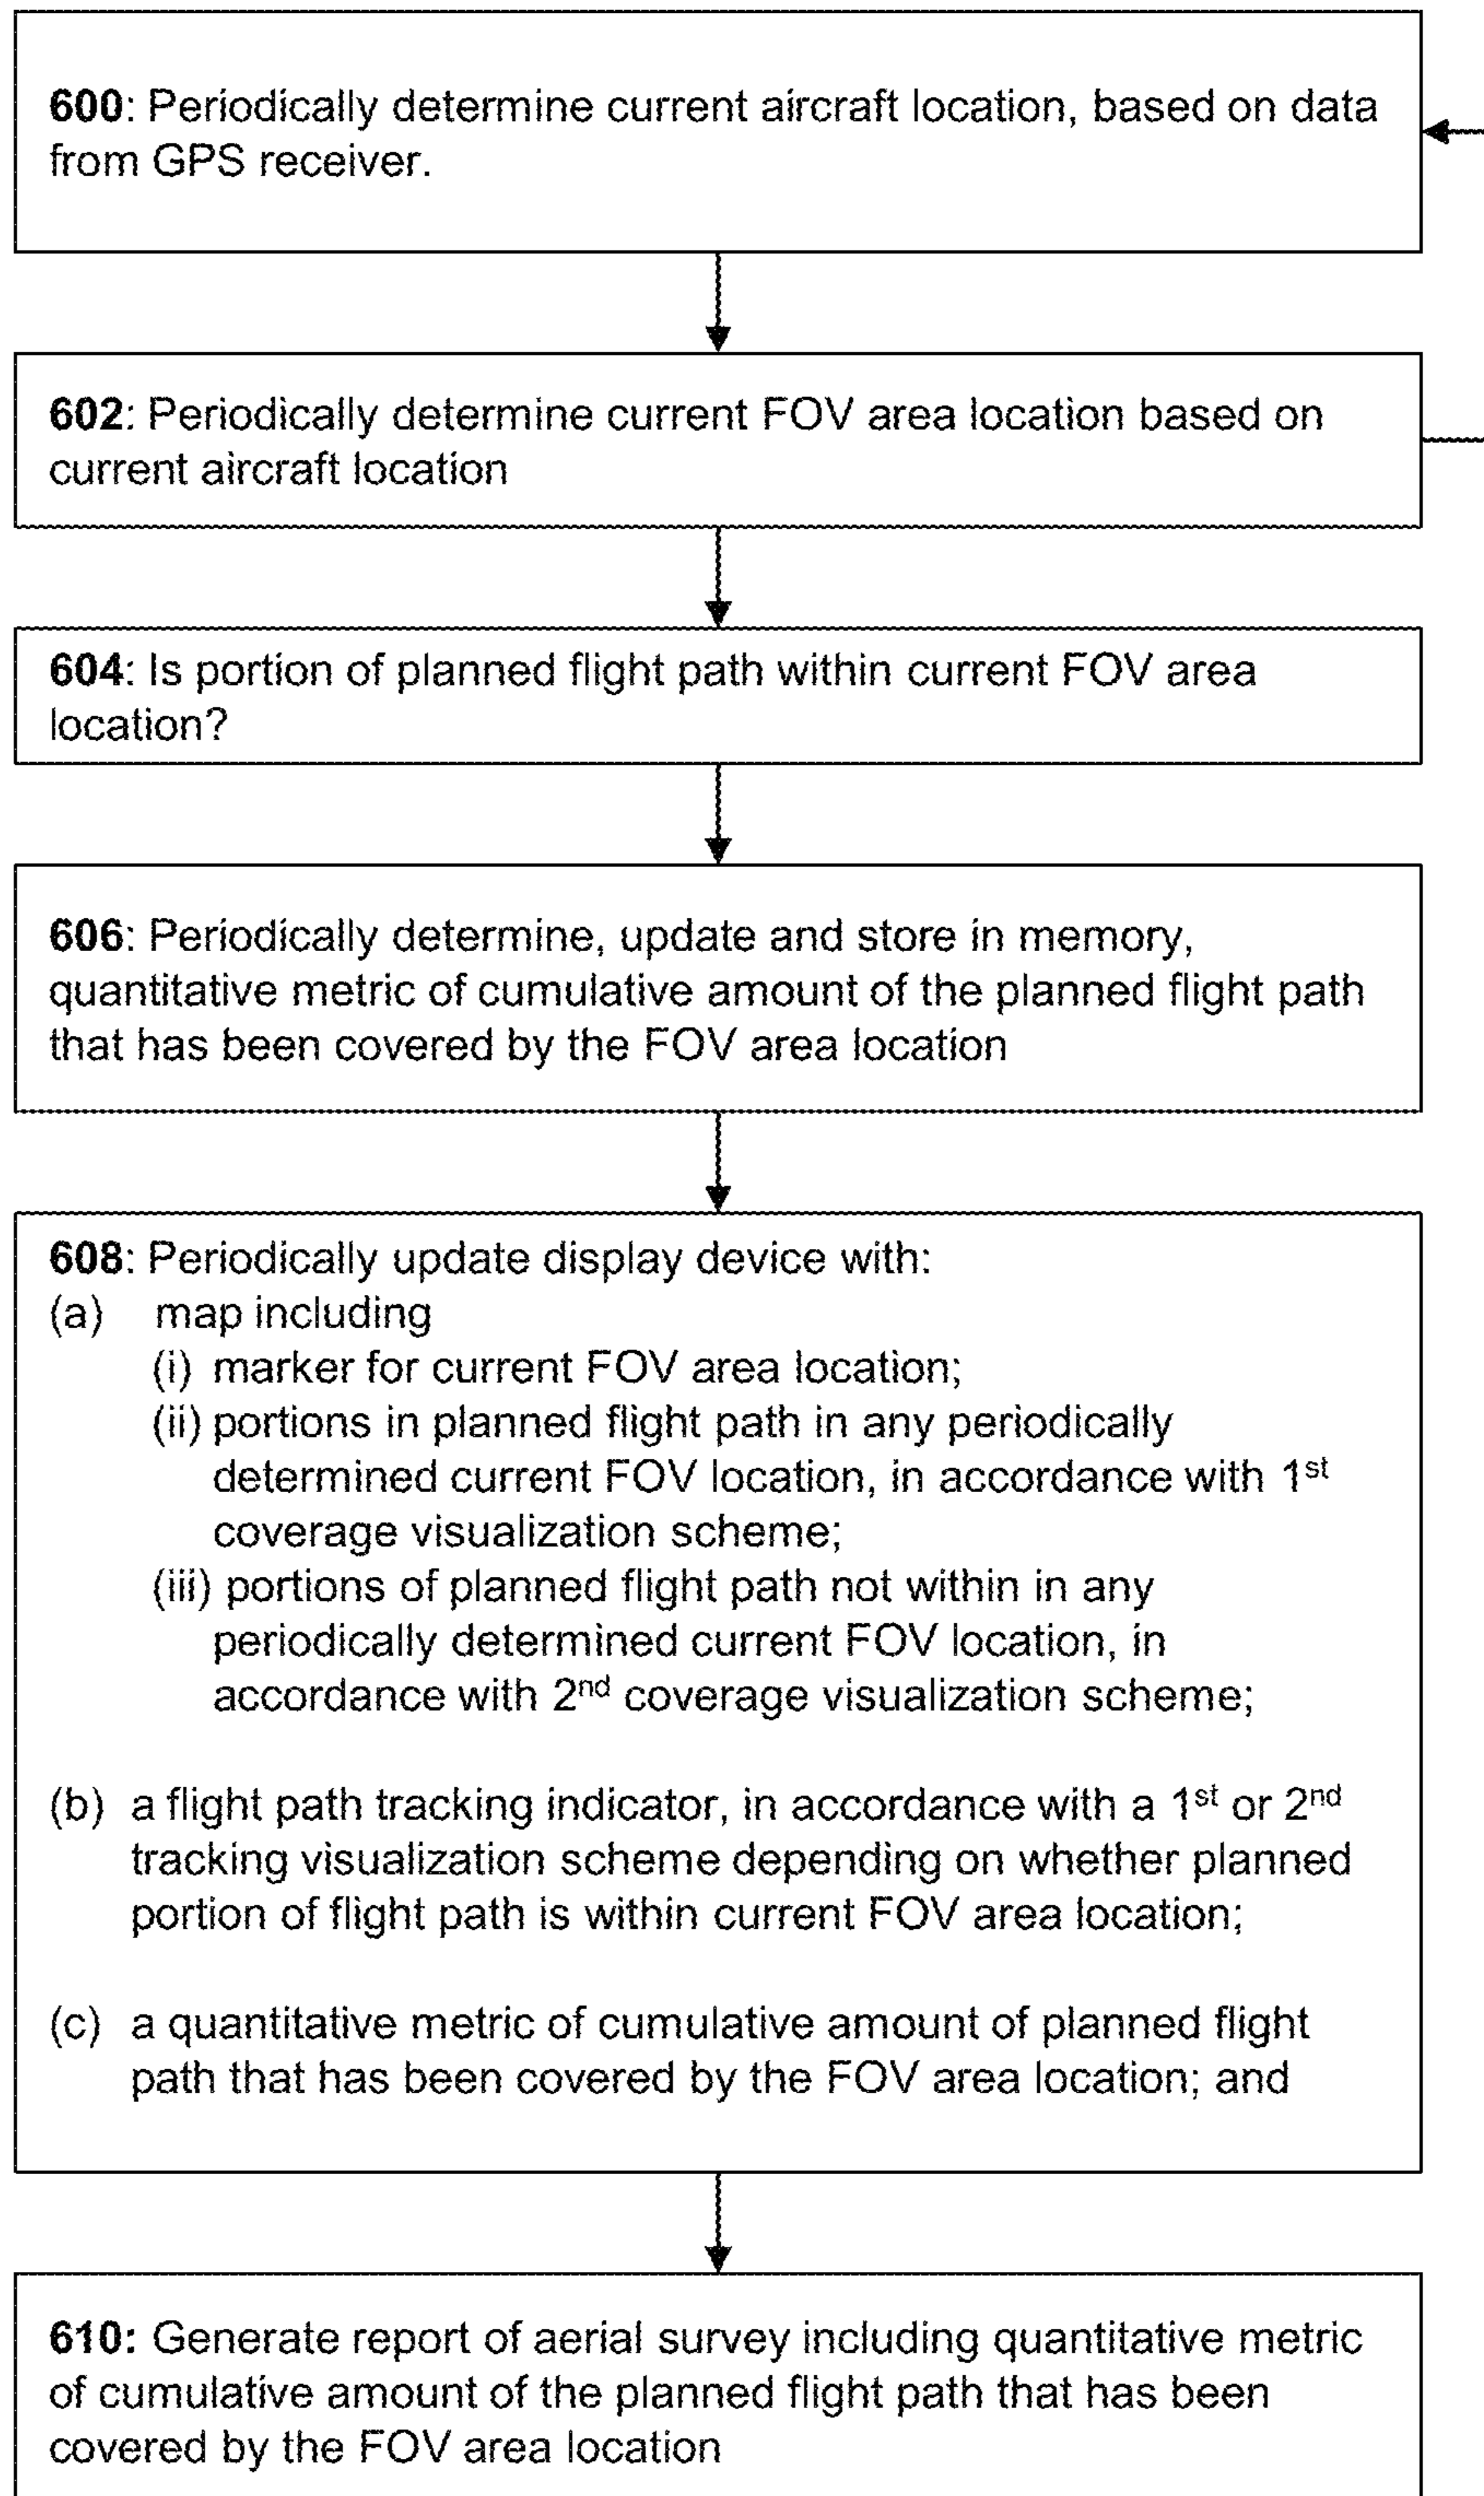 600: Periodically determine current aircraft location, based on data
from GPS receiver.
602: Periodically determine current FOV area location based on
current aircraft location
604: Is portion of planned flight path within current FOV area
location?
606: Periodically determine, update and store in memory,
quantitative metric of cumulative amount of the planned flight path
that has been covered by the FOV area location
608: Periodically update display device with:
(a) map including
(i) marker for current FOV area location;
(ii) portions in planned flight path in any periodically
determined current FOV location, in accordance with 1st
coverage visualization scheme;
(iii) portions of planned flight path not within in any
periodically determined current FOV location, in
accordance with 2nd coverage visualization scheme;
(b) a flight path tracking indicator, in accordance with a 1st or 2nd
tracking visualization scheme depending on whether planned
portion of flight path is within current FOV area location;
(c) a quantitative metric of cumulative amount of planned flight
path that has been covered by the FOV area location; and
610: Generate report of aerial survey including quantitative metric
of cumulative amount of the planned flight path that has been
covered by the FOV area location